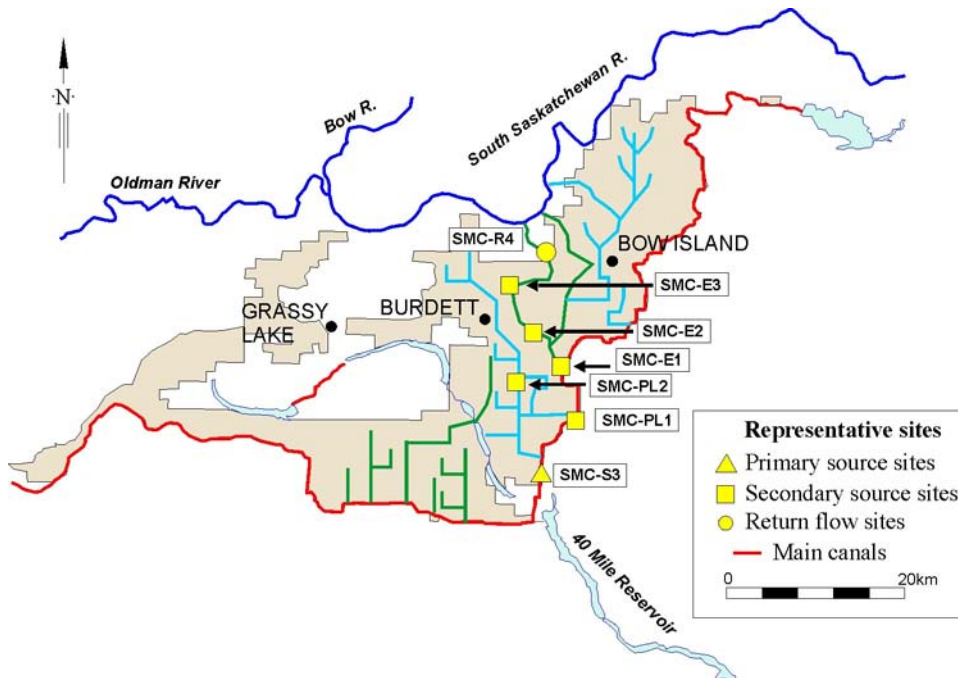 ·N·
Bow R.
South Saskatchewan R.
Oldman River
SMC-R4
BOW ISLAND
SMC-E3
GRASSY
LAKE
BURDETT
SMC-E2
SMC-E1
SMC-PL2
SMC-PL1
SMC-S3
40 Mile Reservoir
Representative sites
Primary source sites
Secondary source sites
Return flow sites
Main canals
0 20km